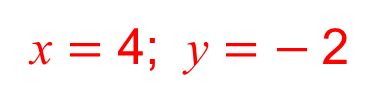 x = 4; y = − 2